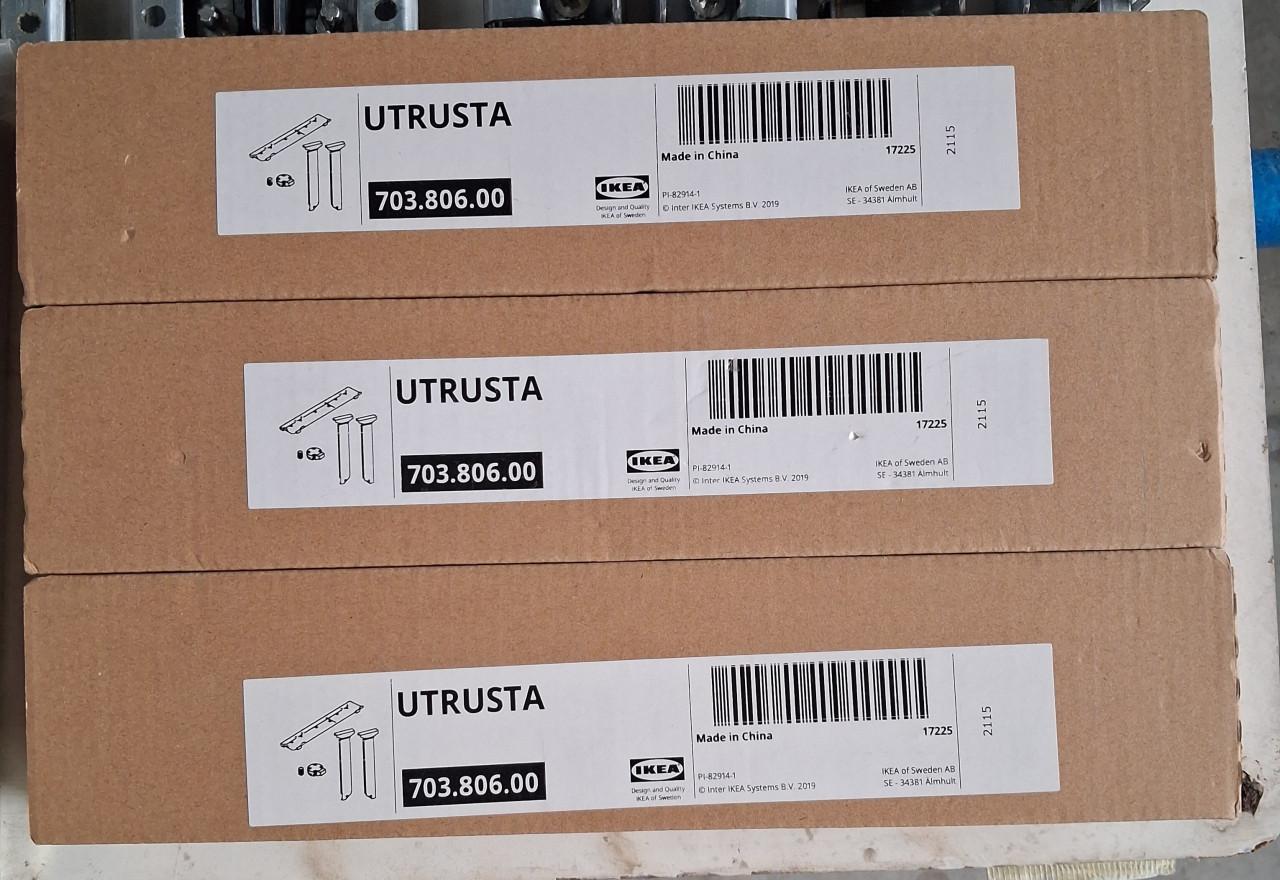 UTRUSTA
703.806.00
IKEA
Design and Quality
IKEA of Sweden
Made in China
17225
PI-82914-1
© Inter IKEA Systems B.V. 2019
IKEA of Sweden AB
SE - 34381 Älmhult
2115
UTRUSTA
703.806.00
IKEA
Design and Quality
IKEA of Sweden
Made in China
17225
PI-82914-1
© Inter IKEA Systems B.V. 2019
IKEA of Sweden AB
SE - 34381 Älmhult
2115
UTRUSTA
703.806.00
IKEA
Design and Quality
IKEA of Sweden
Made in China
17225
PI-82914-1
© Inter IKEA Systems B.V. 2019
IKEA of Sweden AB
SE - 34381 Älmhult
2115